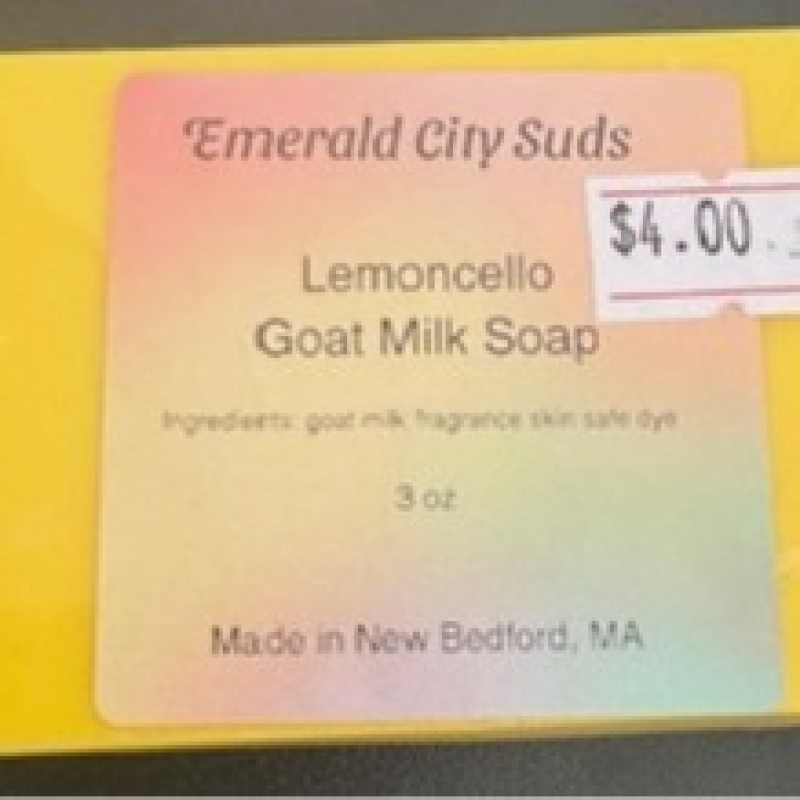 Emerald City Suds
$4.00
Lemoncello
Goat Milk Soap
Ingredients: goat milk fragrance skin safe dye
3 oz
Made in New Bedford, MA